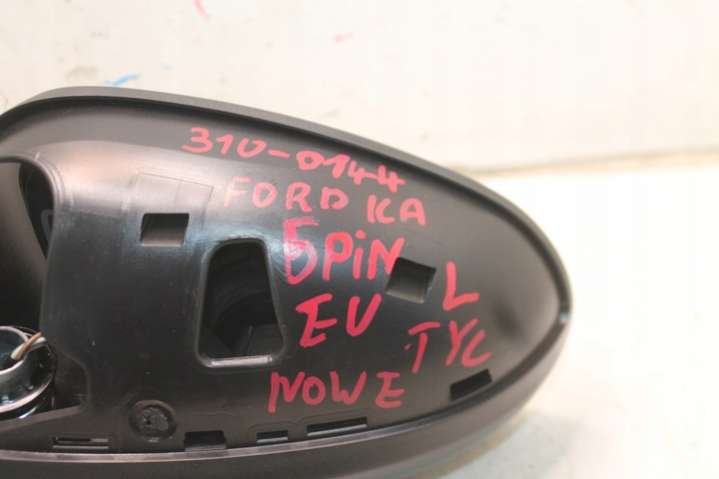 310-0144
FORD KA
5PiN
EU L
TYC
NOWE